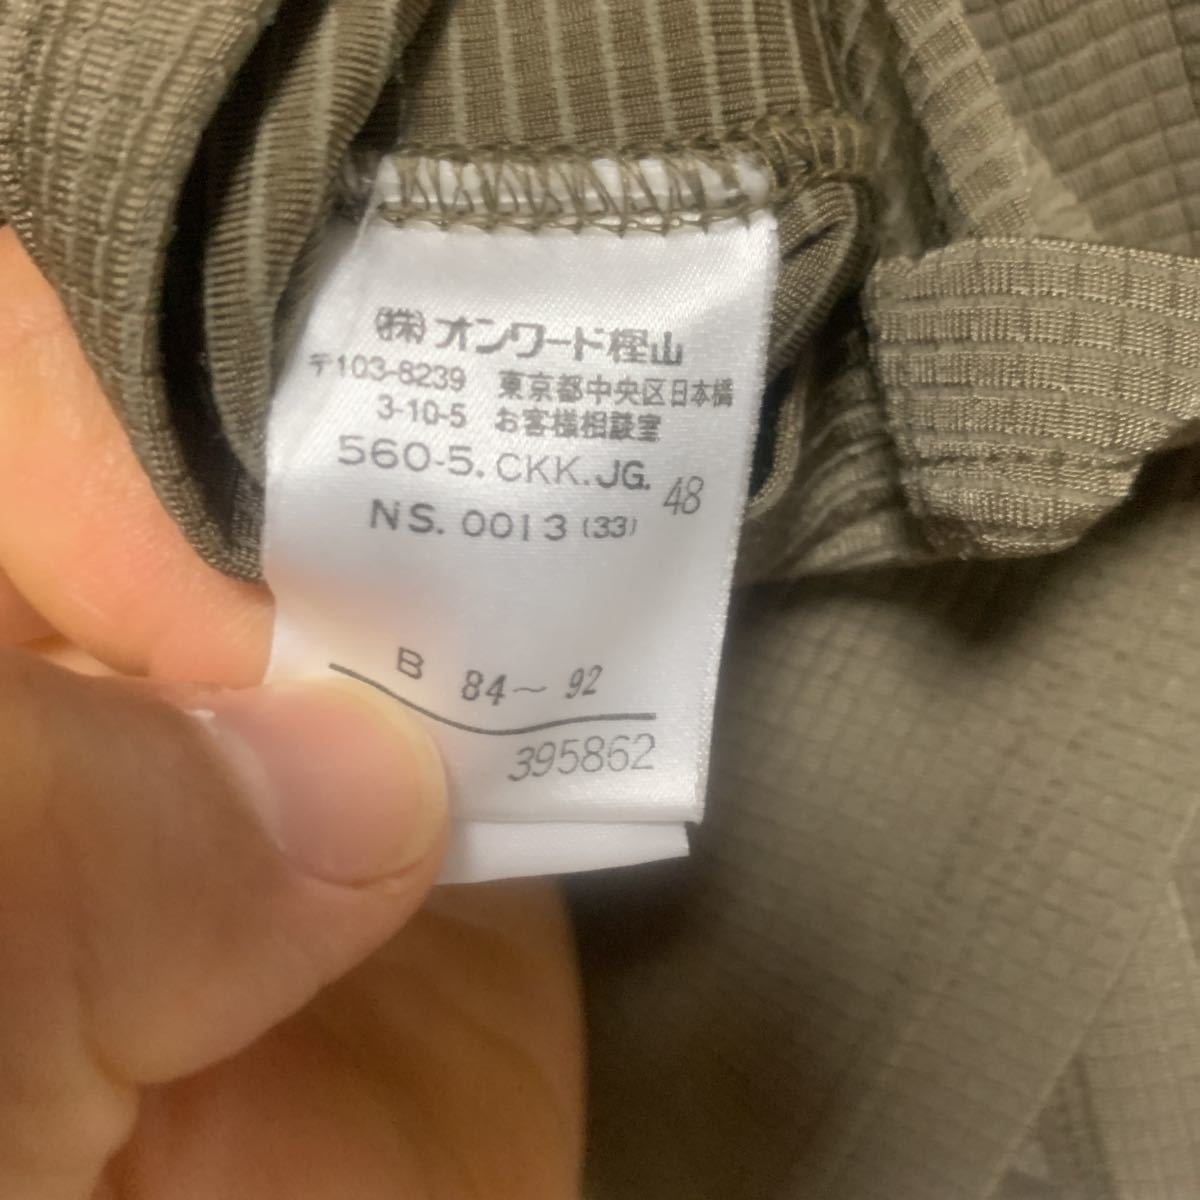 ㈱オンワード樫山
〒103-8239 東京都中央区日本橋
3-10-5 お客様相談室
560-5. CKK. JG. 48
NS. 0013 (33)
B 84～92
395862